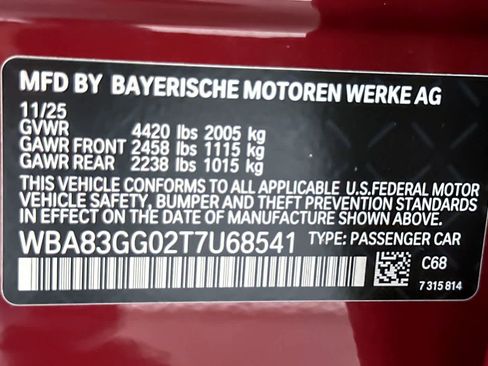 MFD BY BAYERISCHE MOTOREN WERKE AG
11/25
GVWR 4420 lbs 2005 kg
GAWR FRONT 2458 lbs 1115 kg
GAWR REAR 2238 lbs 1015 kg
THIS VEHICLE CONFORMS TO ALL APPLICABLE U.S.FEDERAL MOTOR
VEHICLE SAFETY, BUMPER AND THEFT PREVENTION STANDARDS
IN EFFECT ON THE DATE OF MANUFACTURE SHOWN ABOVE.
WBA83GG02T7U68541 TYPE: PASSENGER CAR
C68
7 315 814